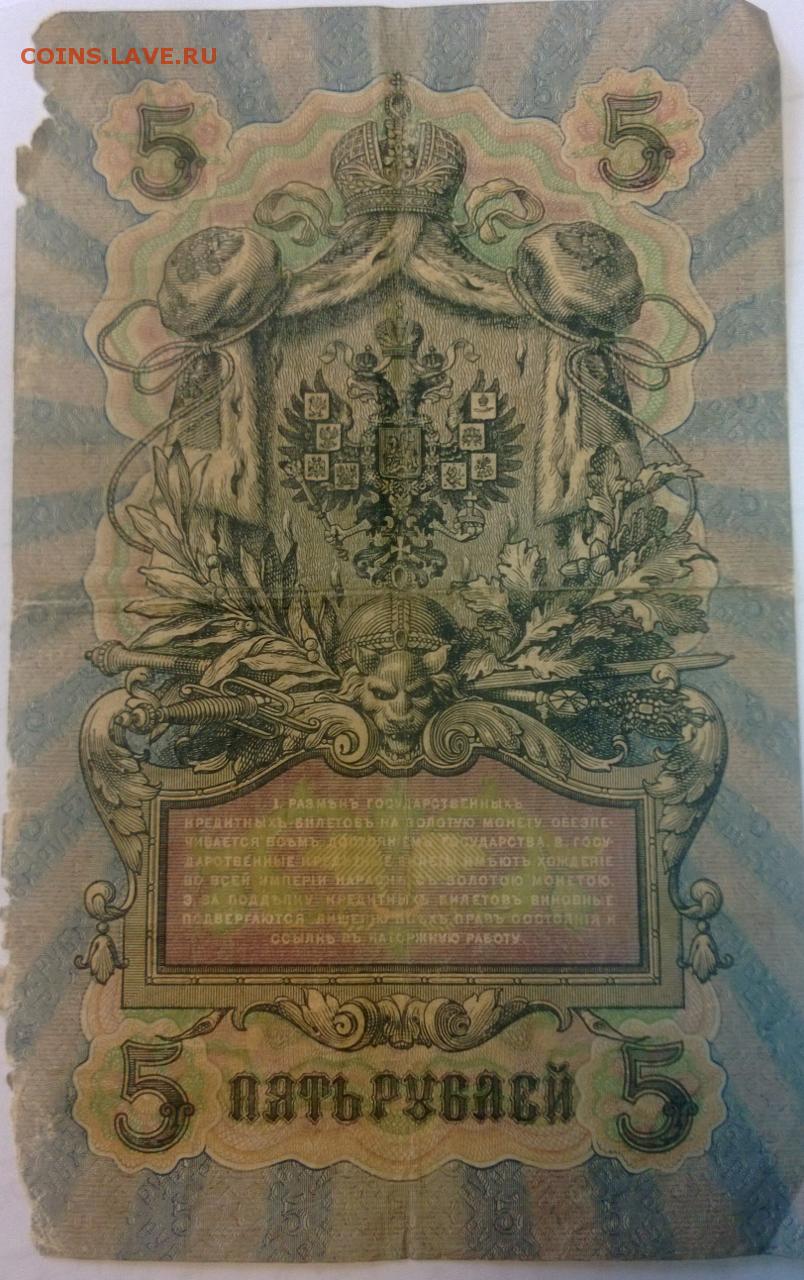 COINS.LAVE.RU
5 5
1. РАЗМѢНЪ ГОСУДАРСТВЕННЫХЪ
КРЕДИТНЫХЪ БИЛЕТОВЪ НА ЗОЛОТУЮ МОНЕТУ ОБЕЗПЕ-
ЧИВАЕТСЯ ВСѢМЪ ДОСТОЯНІЕМЪ ГОСУДАРСТВА. 2. ГОСУ-
ДАРСТВЕННЫЕ КРЕДИТНЫЕ БИЛЕТЫ ИМѢЮТЪ ХОЖДЕНІЕ
ВО ВСЕЙ ИМПЕРІИ НАРАВНѢ СЪ ЗОЛОТОЮ МОНЕТОЮ.
3. ЗА ПОДДѢЛКУ КРЕДИТНЫХЪ БИЛЕТОВЪ ВИНОВНЫЕ
ПОДВЕРГАЮТСЯ ЛИШЕНІЮ ВСѢХЪ ПРАВЪ СОСТОЯНІЯ И
ССЫЛКѢ ВЪ КАТОРЖНУЮ РАБОТУ.
5 ПЯТЬ РУБЛЕЙ 5